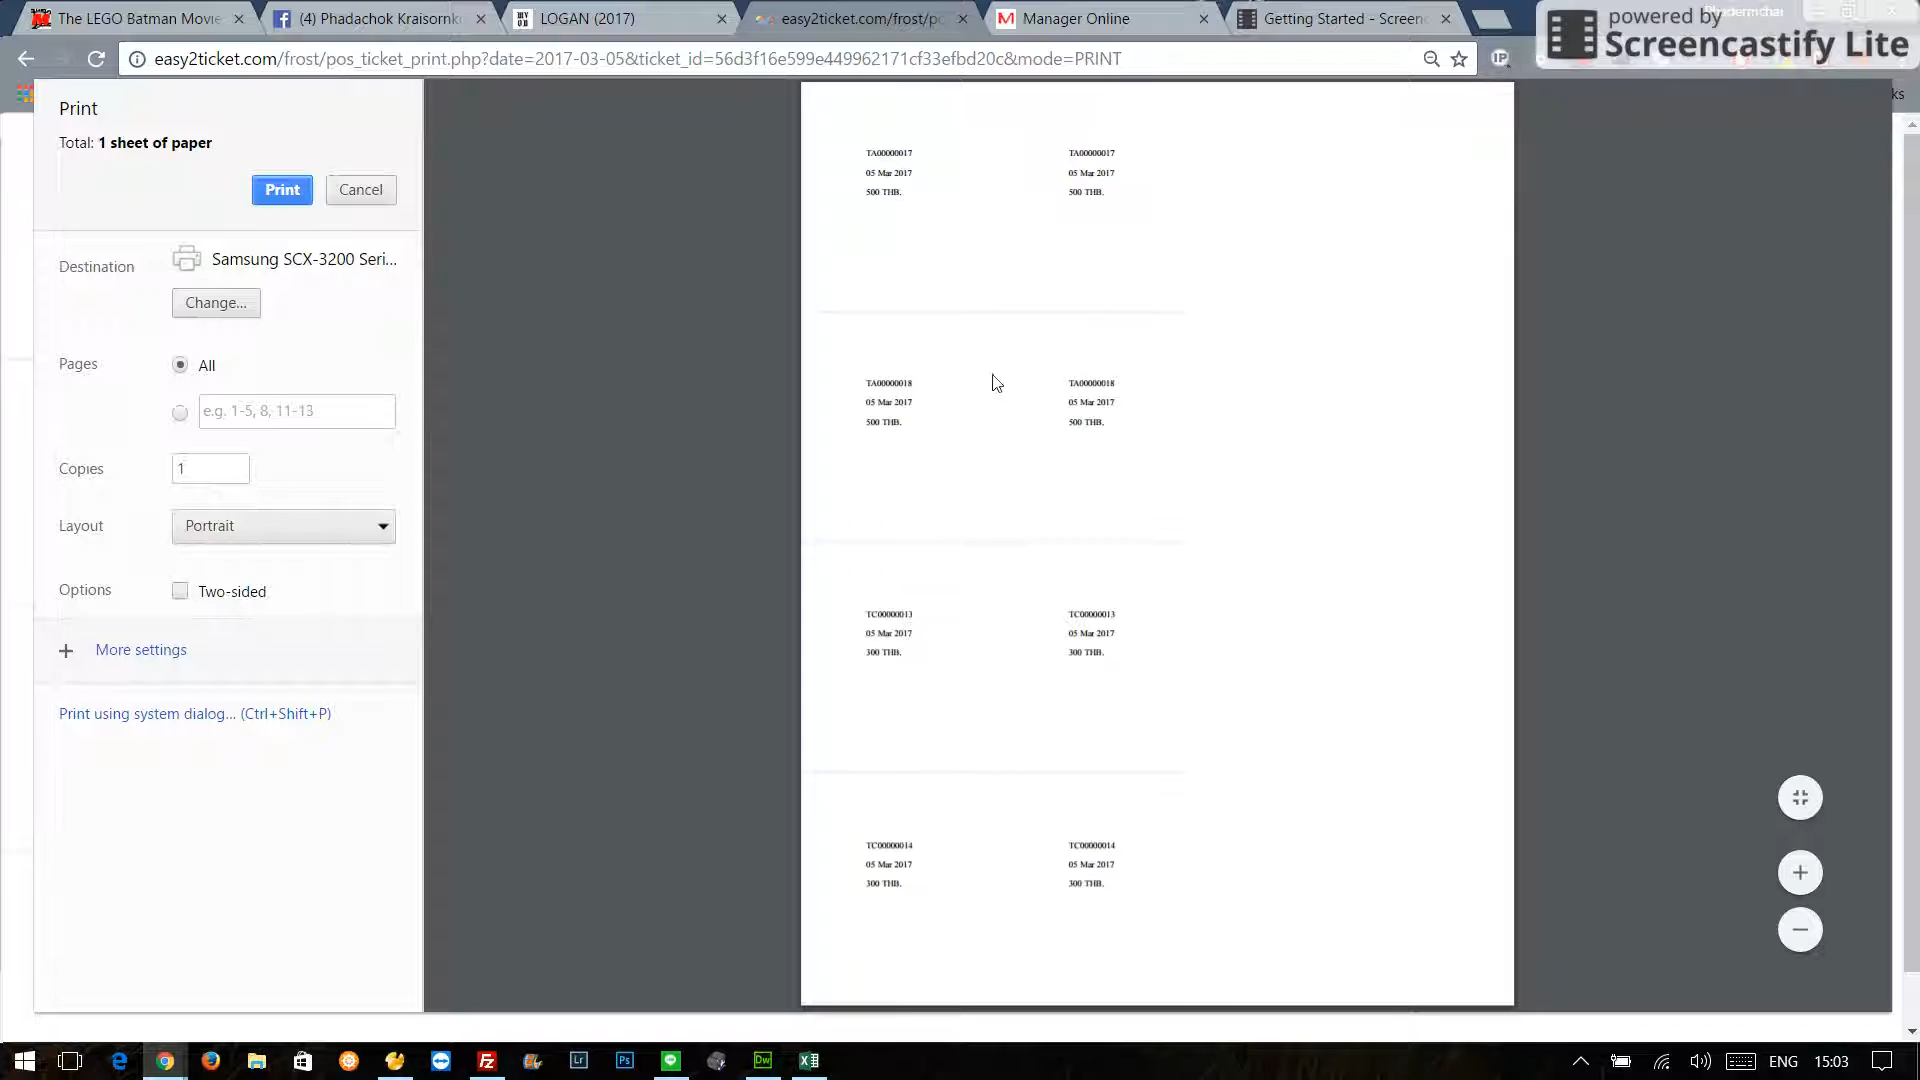 The LEGO Batman Movie
(4) Phadachok Kraisornk
LOGAN (2017)
easy2ticket.com/frost/po
Manager Online
Getting Started - Screen
powered by
Screencastify Lite
easy2ticket.com/frost/pos_ticket_print.php?date=2017-03-05&ticket_id=56d3f16e599e449962171cf33efbd20c&mode=PRINT
ks
Print
Total: 1 sheet of paper
Print
Cancel
Destination
Samsung SCX-3200 Seri...
Change...
Pages
All
e.g. 1-5, 8, 11-13
Copies
1
Layout
Portrait
Options
Two-sided
More settings
Print using system dialog... (Ctrl+Shift+P)
TA00000017 TA00000017
05 Mar 2017 05 Mar 2017
500 THB. 500 THB.
TA00000018 TA00000018
05 Mar 2017 05 Mar 2017
500 THB. 500 THB.
TC00000013 TC00000013
05 Mar 2017 05 Mar 2017
300 THB. 300 THB.
TC00000014 TC00000014
05 Mar 2017 05 Mar 2017
300 THB. 300 THB.
Lr
Ps
Dw
ENG
15:03